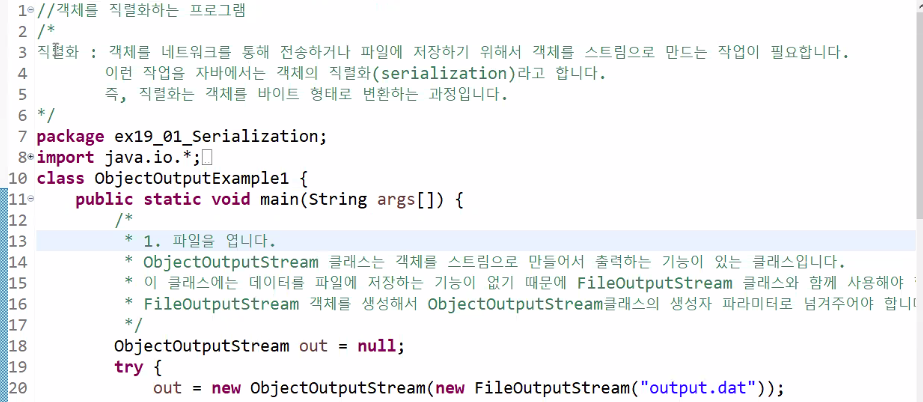 1 //객체를 직렬화하는 프로그램
2 /*
3 직렬화 : 객체를 네트워크를 통해 전송하거나 파일에 저장하기 위해서 객체를 스트림으로 만드는 작업이 필요합니다.
4 이런 작업을 자바에서는 객체의 직렬화(serialization)라고 합니다.
5 즉, 직렬화는 객체를 바이트 형태로 변환하는 과정입니다.
6 */
7 package ex19_01_Serialization;
8 import java.io.*;
10 class ObjectOutputExample1 {
11 public static void main(String args[]) {
12 /*
13 * 1. 파일을 엽니다.
14 * ObjectOutputStream 클래스는 객체를 스트림으로 만들어서 출력하는 기능이 있는 클래스입니다.
15 * 이 클래스에는 데이터를 파일에 저장하는 기능이 없기 때문에 FileOutputStream 클래스와 함께 사용해야
16 * FileOutputStream 객체를 생성해서 ObjectOutputStream클래스의 생성자 파라미터로 넘겨주어야 합니
17 */
18 ObjectOutputStream out = null;
19 try {
20 out = new ObjectOutputStream(new FileOutputStream("output.dat"));